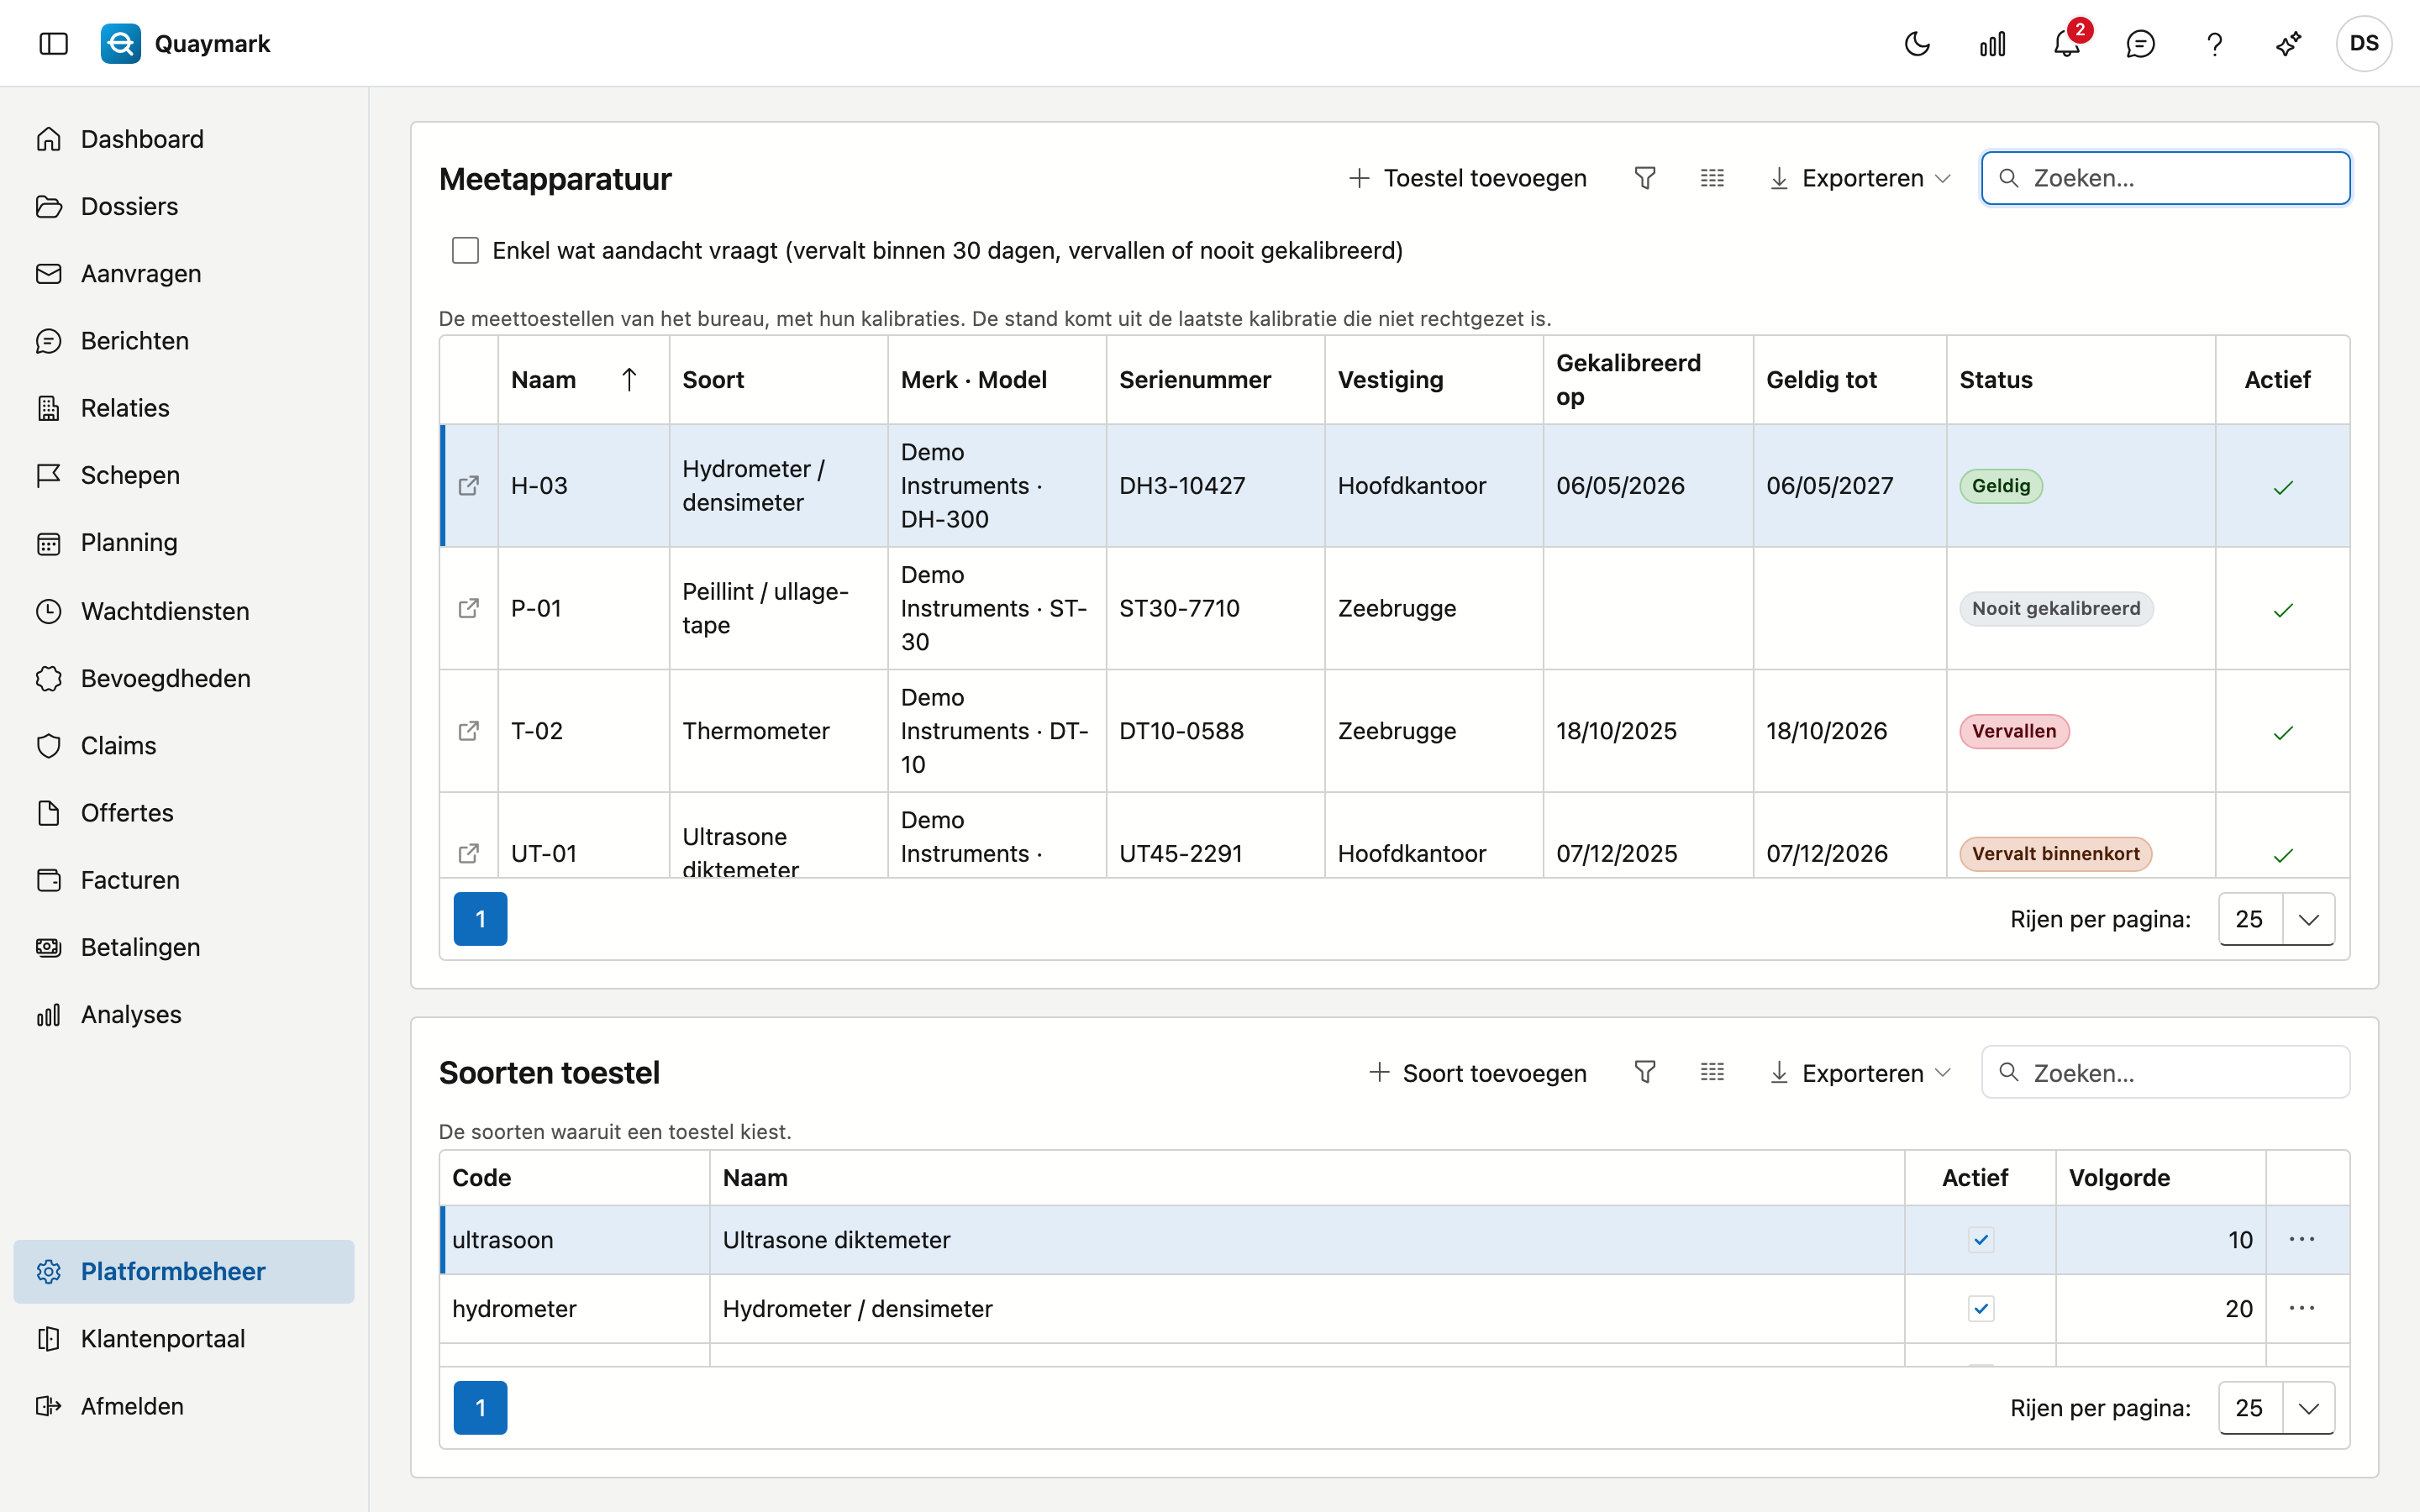 Quaymark
2
DS
Dashboard
Dossiers
Aanvragen
Berichten
Relaties
Schepen
Planning
Wachtdiensten
Bevoegdheden
Claims
Offertes
Facturen
Betalingen
Analyses
Platformbeheer
Klantenportaal
Afmelden
Meetapparatuur
Toestel toevoegen
Exporteren
Zoeken...
Enkel wat aandacht vraagt (vervalt binnen 30 dagen, vervallen of nooit gekalibreerd)
De meettoestellen van het bureau, met hun kalibraties. De stand komt uit de laatste kalibratie die niet rechtgezet is.
Naam Soort Merk · Model Serienummer Vestiging Gekalibreerd op Geldig tot Status Actief
H-03 Hydrometer / densimeter Demo Instruments · DH-300 DH3-10427 Hoofdkantoor 06/05/2026 06/05/2027 Geldig
P-01 Peillint / ullage-tape Demo Instruments · ST-30 ST30-7710 Zeebrugge Nooit gekalibreerd
T-02 Thermometer Demo Instruments · DT-10 DT10-0588 Zeebrugge 18/10/2025 18/10/2026 Vervallen
UT-01 Ultrasone diktemeter Demo Instruments · UT45-2291 Hoofdkantoor 07/12/2025 07/12/2026 Vervalt binnenkort
1
Rijen per pagina: 25
Soorten toestel
Soort toevoegen
Exporteren
Zoeken...
De soorten waaruit een toestel kiest.
Code Naam Actief Volgorde
ultrasoon Ultrasone diktemeter 10
hydrometer Hydrometer / densimeter 20
1
Rijen per pagina: 25